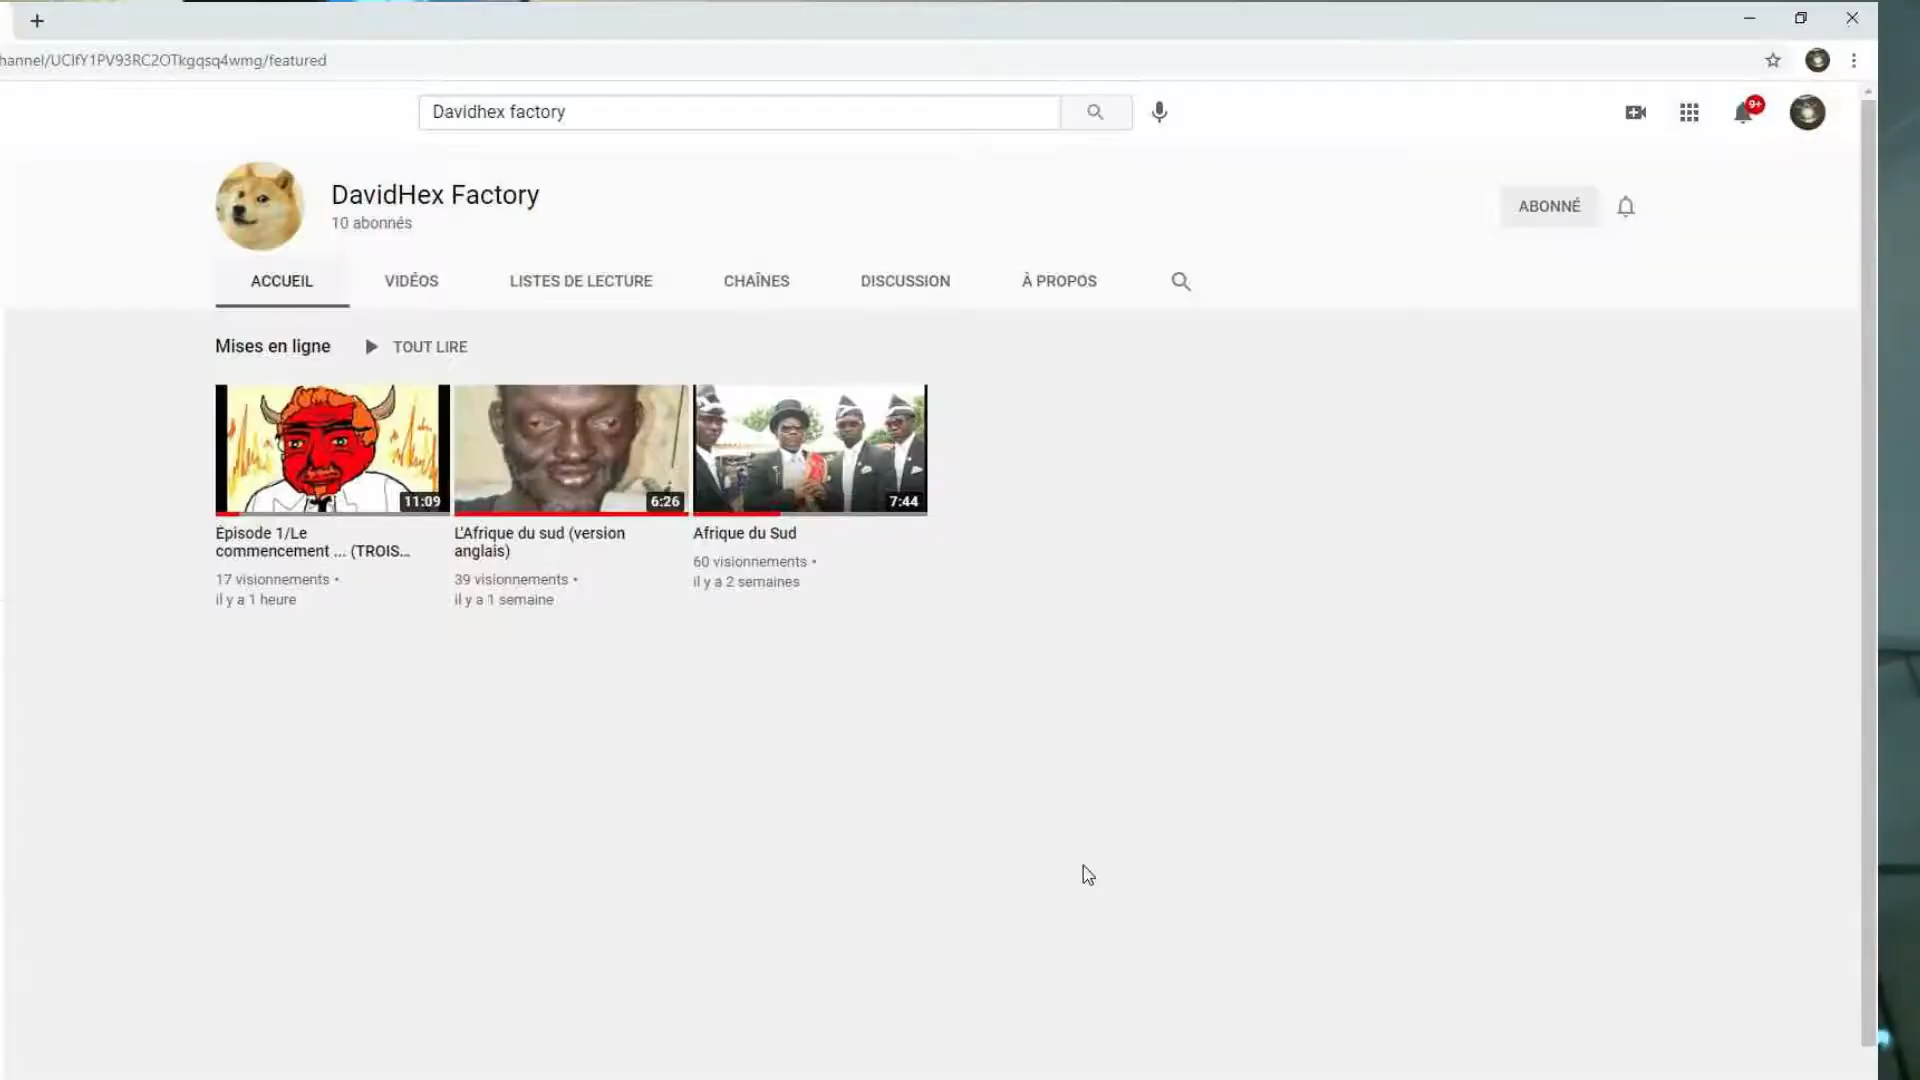 hannel/UClfY1PV93RC2OTkgqsq4wmg/featured
Davidhex factory
9+
DavidHex Factory
10 abonnés
ABONNÉ
ACCUEIL
VIDÉOS
LISTES DE LECTURE
CHAÎNES
DISCUSSION
À PROPOS
Mises en ligne
TOUT LIRE
11:09
6:26
7:44
Épisode 1/Le
commencement ... (TROIS...
17 visionnements •
il y a 1 heure
L'Afrique du sud (version
anglais)
39 visionnements •
il y a 1 semaine
Afrique du Sud
60 visionnements •
il y a 2 semaines